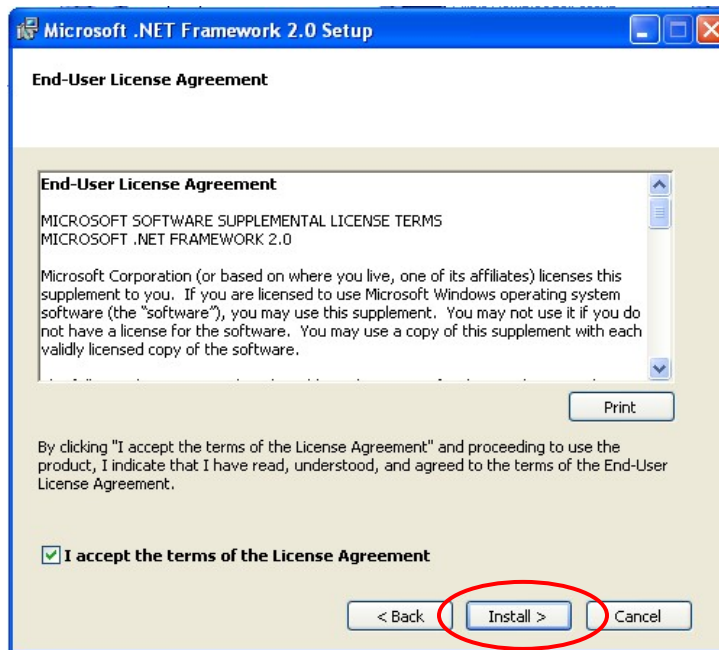 Microsoft .NET Framework 2.0 Setup
End-User License Agreement
End-User License Agreement
MICROSOFT SOFTWARE SUPPLEMENTAL LICENSE TERMS
MICROSOFT .NET FRAMEWORK 2.0
Microsoft Corporation (or based on where you live, one of its affiliates) licenses this
supplement to you.  If you are licensed to use Microsoft Windows operating system
software (the “software”), you may use this supplement.  You may not use it if you do
not have a license for the software.  You may use a copy of this supplement with each
validly licensed copy of the software.
Print
By clicking "I accept the terms of the License Agreement" and proceeding to use the
product, I indicate that I have read, understood, and agreed to the terms of the End-User
License Agreement.
I accept the terms of the License Agreement
< Back
Install >
Cancel